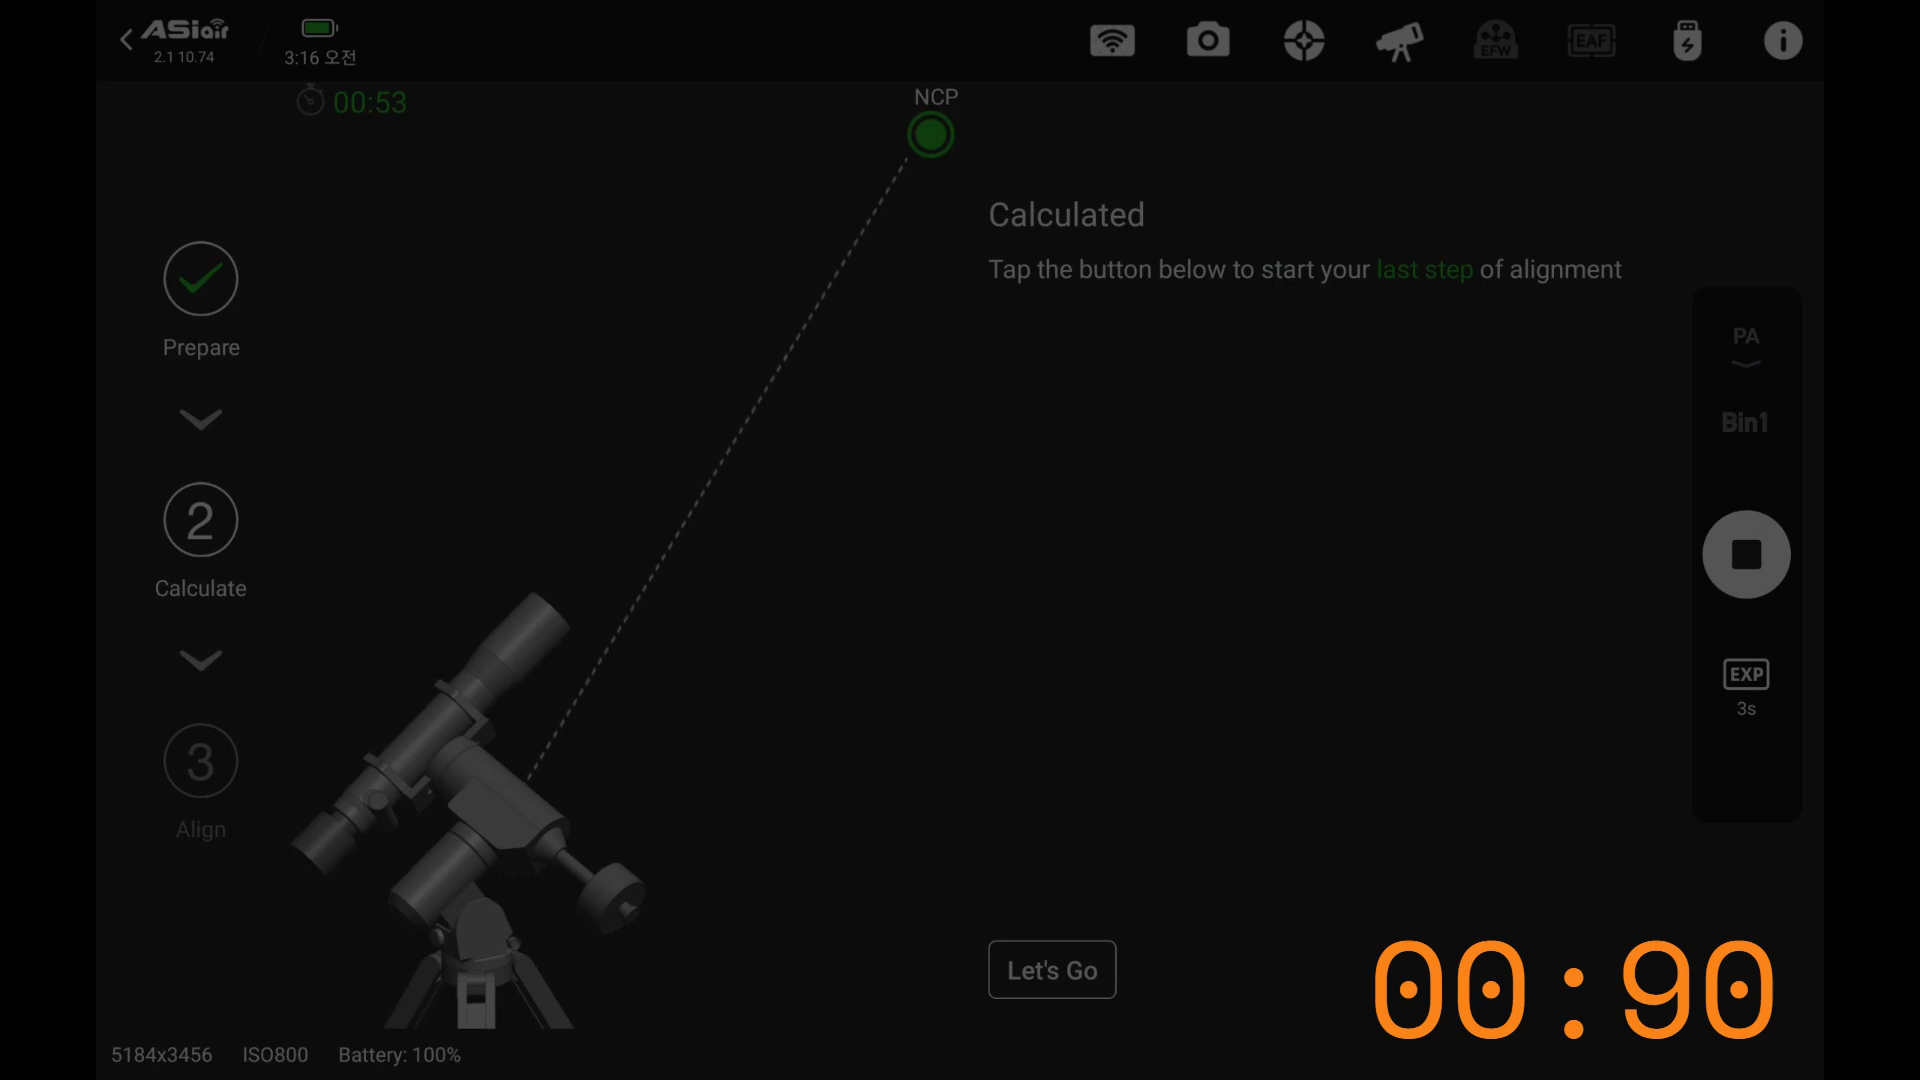 ASiair
2.1 10.74
3:16 오전
EFW
EAF
00:53
NCP
Calculated
Tap the button below to start your last step of alignment
Prepare
2
Calculate
3
Align
PA
Bin1
EXP
3s
Let's Go
00:90
5184x3456 ISO800 Battery: 100%